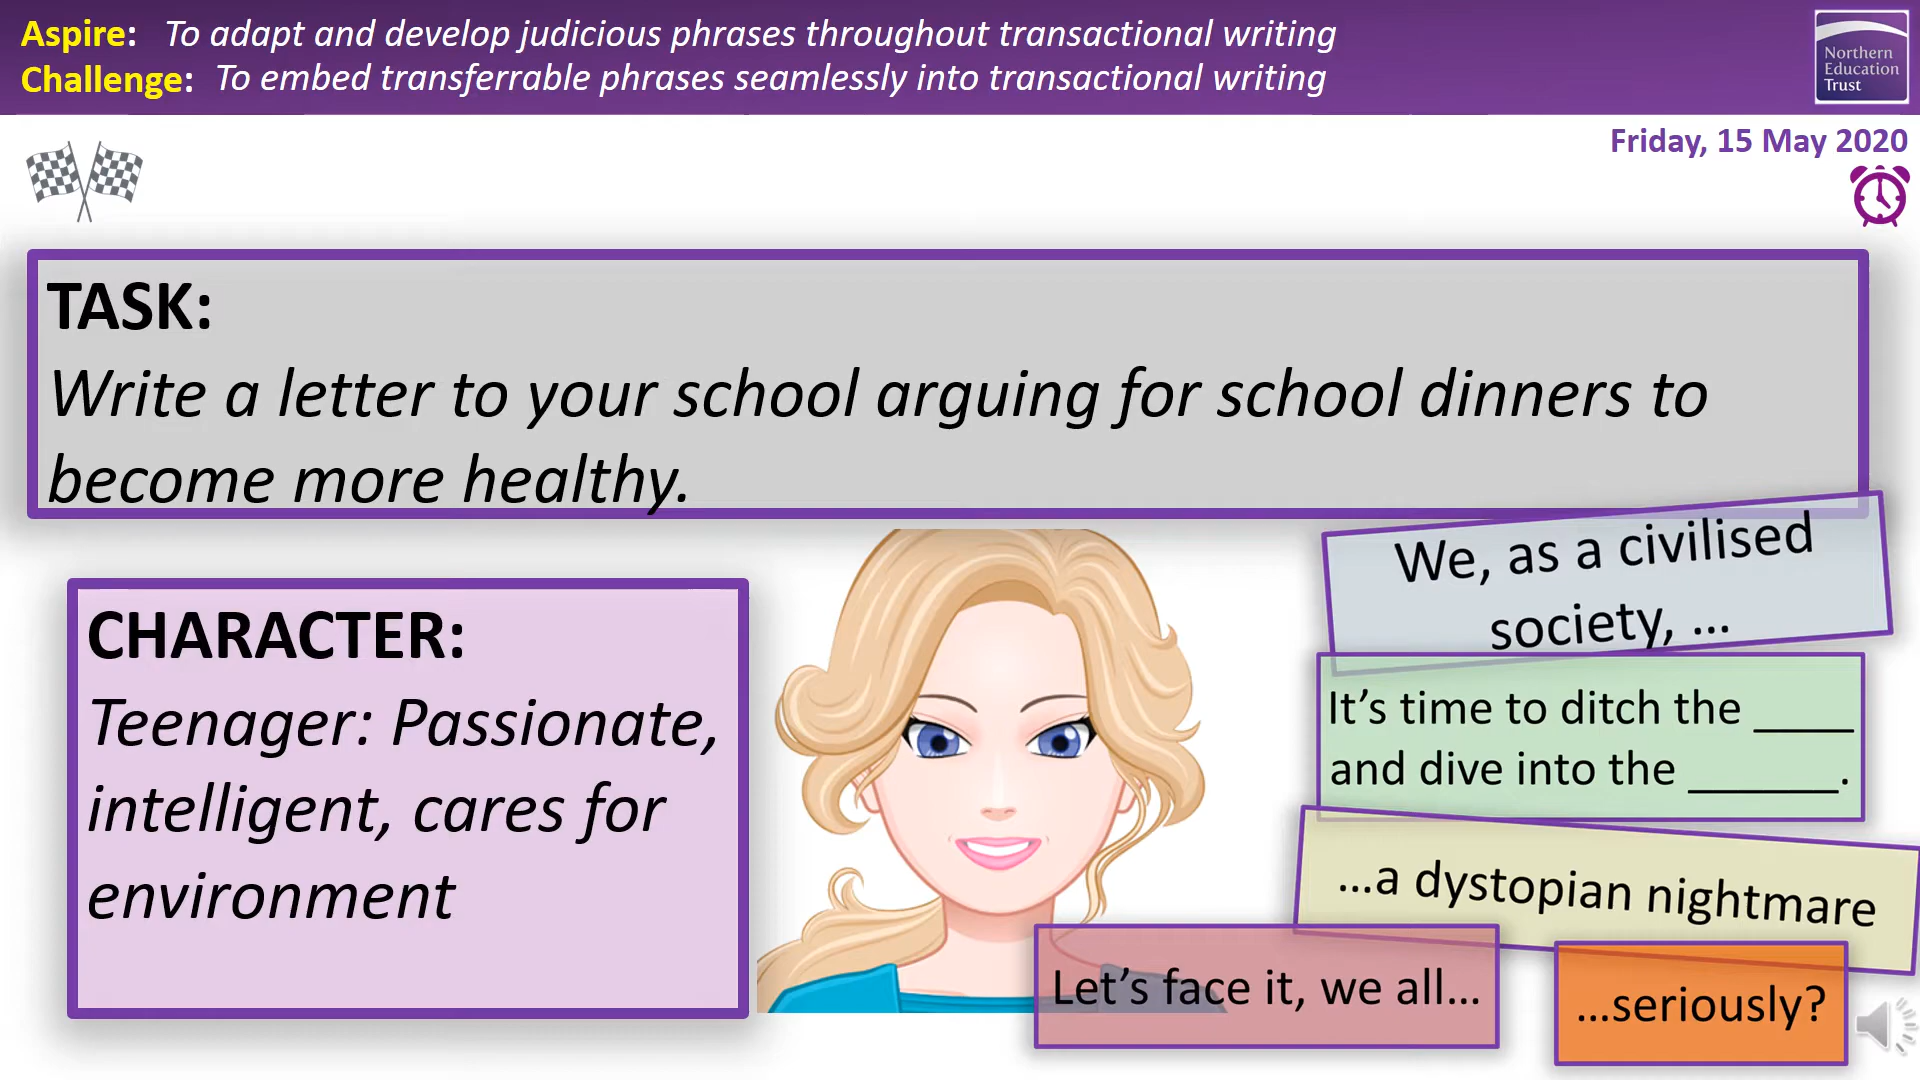 Aspire: To adapt and develop judicious phrases throughout transactional writing
Challenge: To embed transferrable phrases seamlessly into transactional writing
Northern
Education
Trust
Friday, 15 May 2020
TASK:
Write a letter to your school arguing for school dinners to
become more healthy.
CHARACTER:
Teenager: Passionate,
intelligent, cares for
environment
We, as a civilised
society, …
It’s time to ditch the _____
and dive into the _______.
…a dystopian nightmare
Let’s face it, we all…
…seriously?